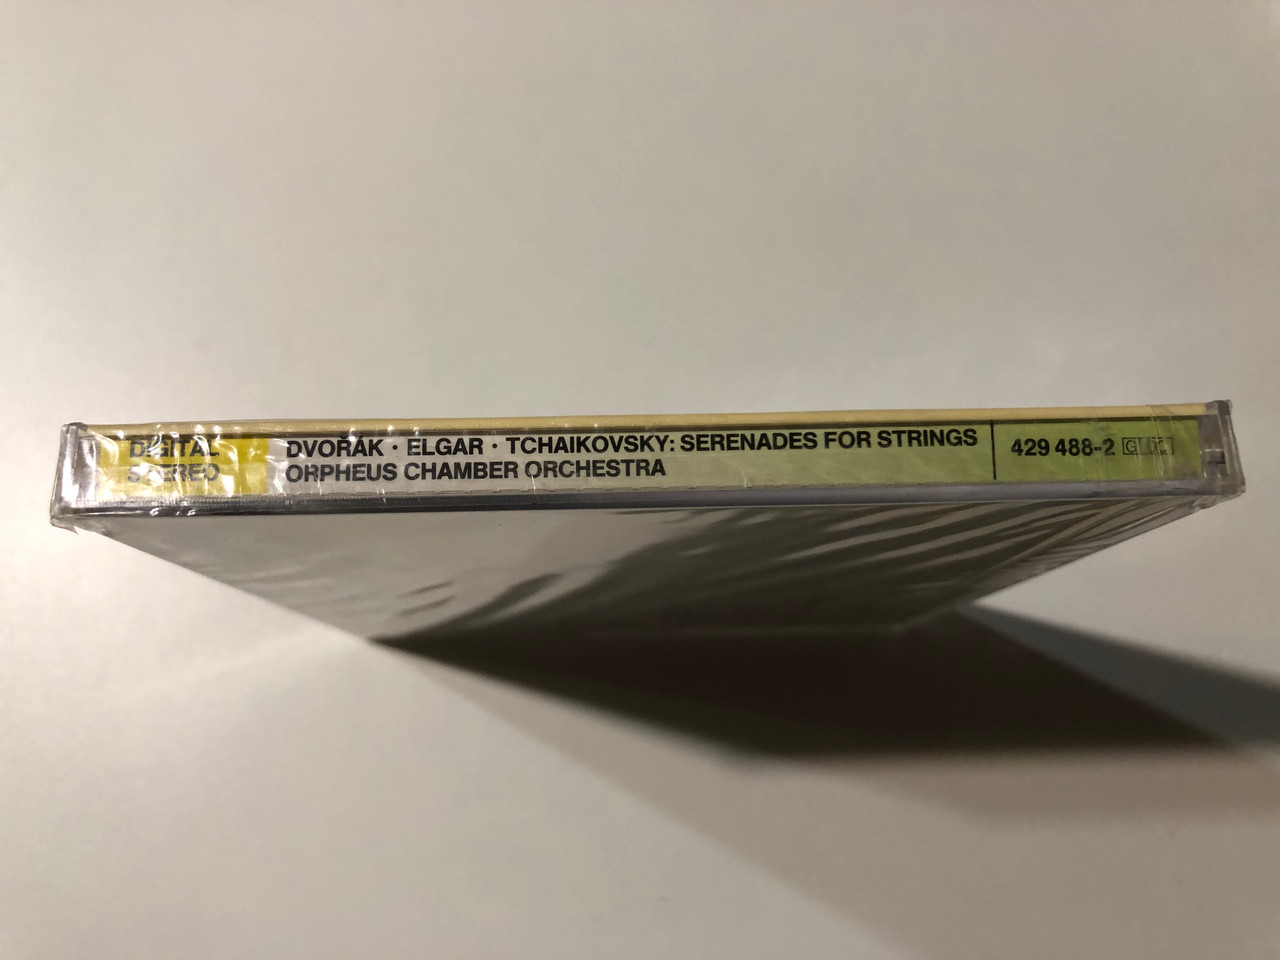 DIGITAL
STEREO
DVOŘÁK · ELGAR · TCHAIKOVSKY: SERENADES FOR STRINGS
ORPHEUS CHAMBER ORCHESTRA
429 488-2